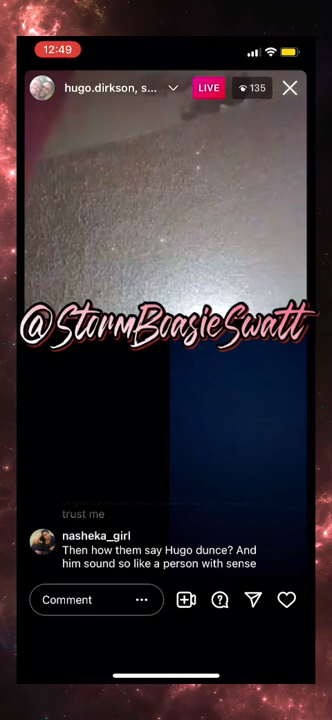 12:49
hugo.dirkson, s... LIVE 135
@StormBoasieSwatt
trust me
nasheka_girl
Then how them say Hugo dunce? And
him sound so like a person with sense
Comment ...